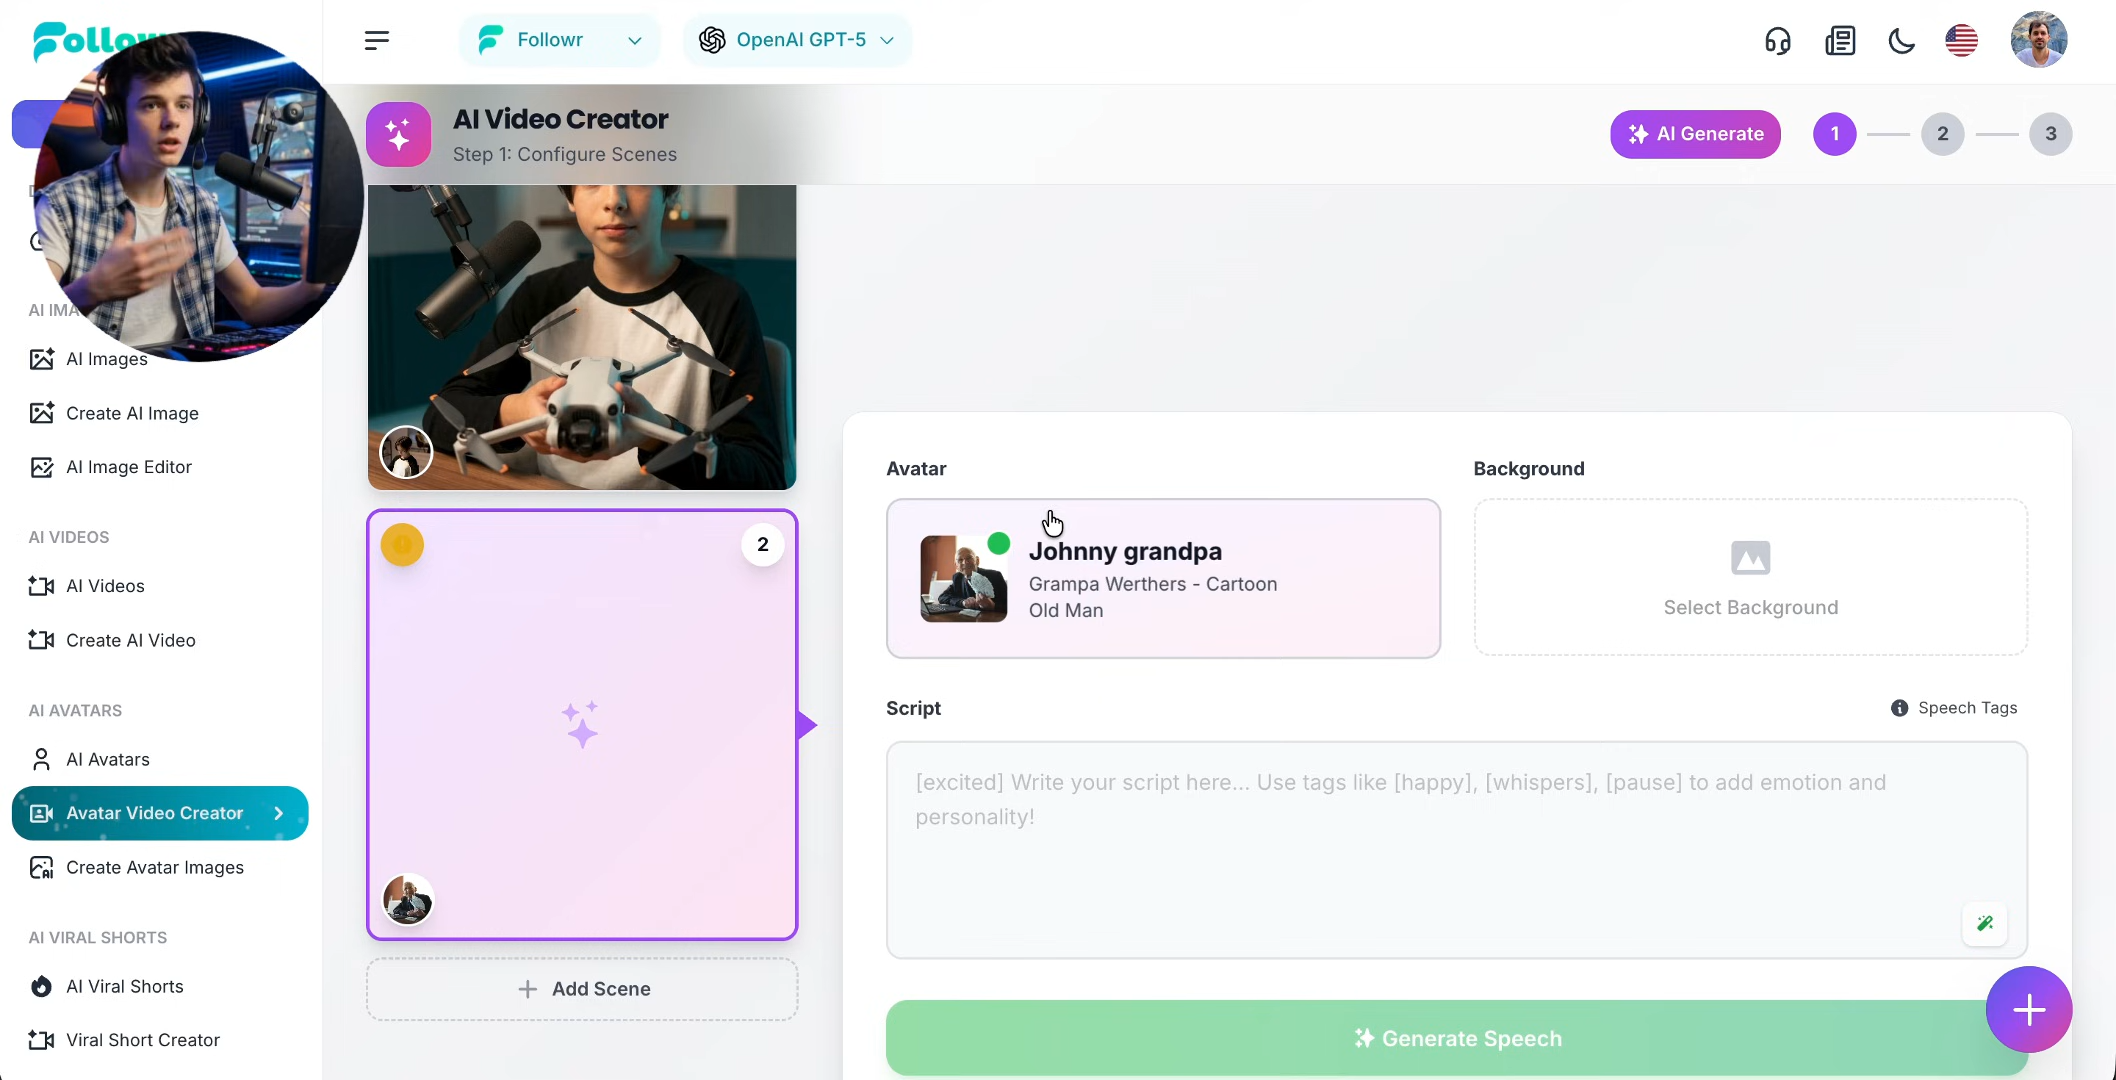 Followr
OpenAI GPT-5
AI Video Creator
Step 1: Configure Scenes
AI Generate
1
2
3
AI Images
Create AI Image
AI Image Editor
AI VIDEOS
AI Videos
Create AI Video
AI AVATARS
AI Avatars
Avatar Video Creator
Create Avatar Images
AI VIRAL SHORTS
AI Viral Shorts
Viral Short Creator
2
Add Scene
Avatar
Johnny grandpa
Grampa Werthers - Cartoon
Old Man
Background
Select Background
Script
Speech Tags
[excited] Write your script here... Use tags like [happy], [whispers], [pause] to add emotion and
personality!
Generate Speech